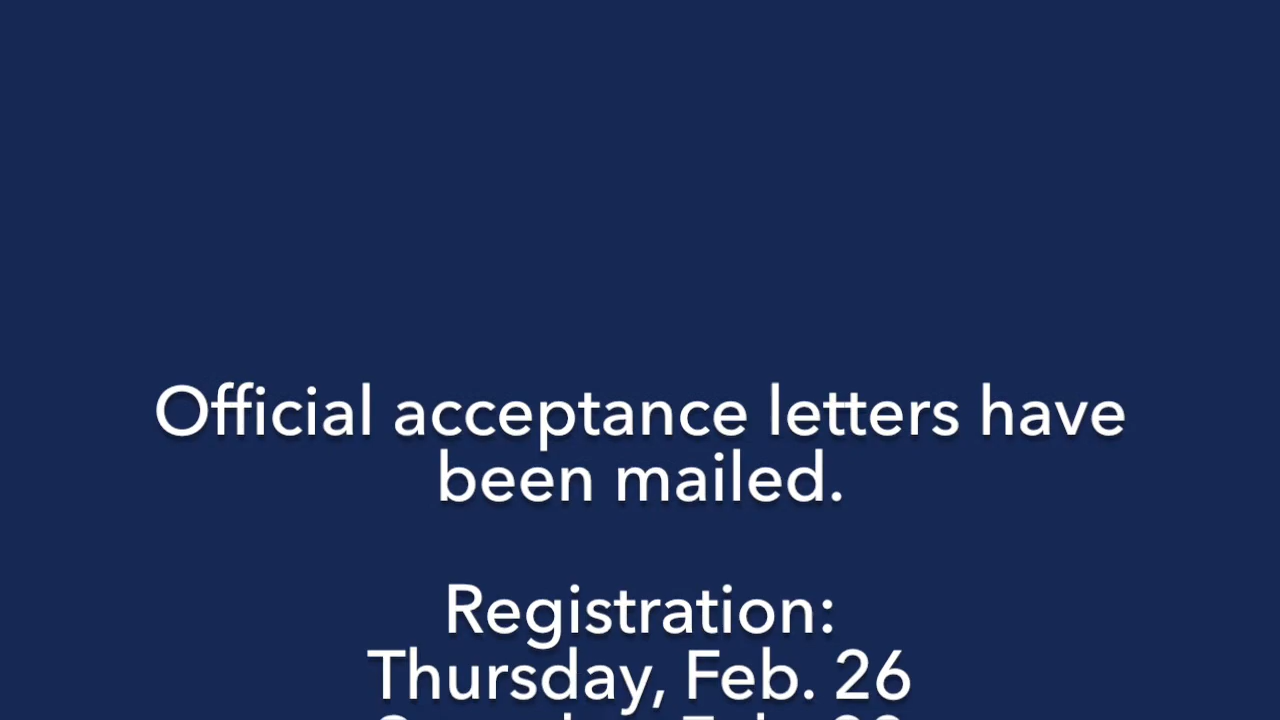 Official acceptance letters have
been mailed.
Registration:
Thursday, Feb. 26